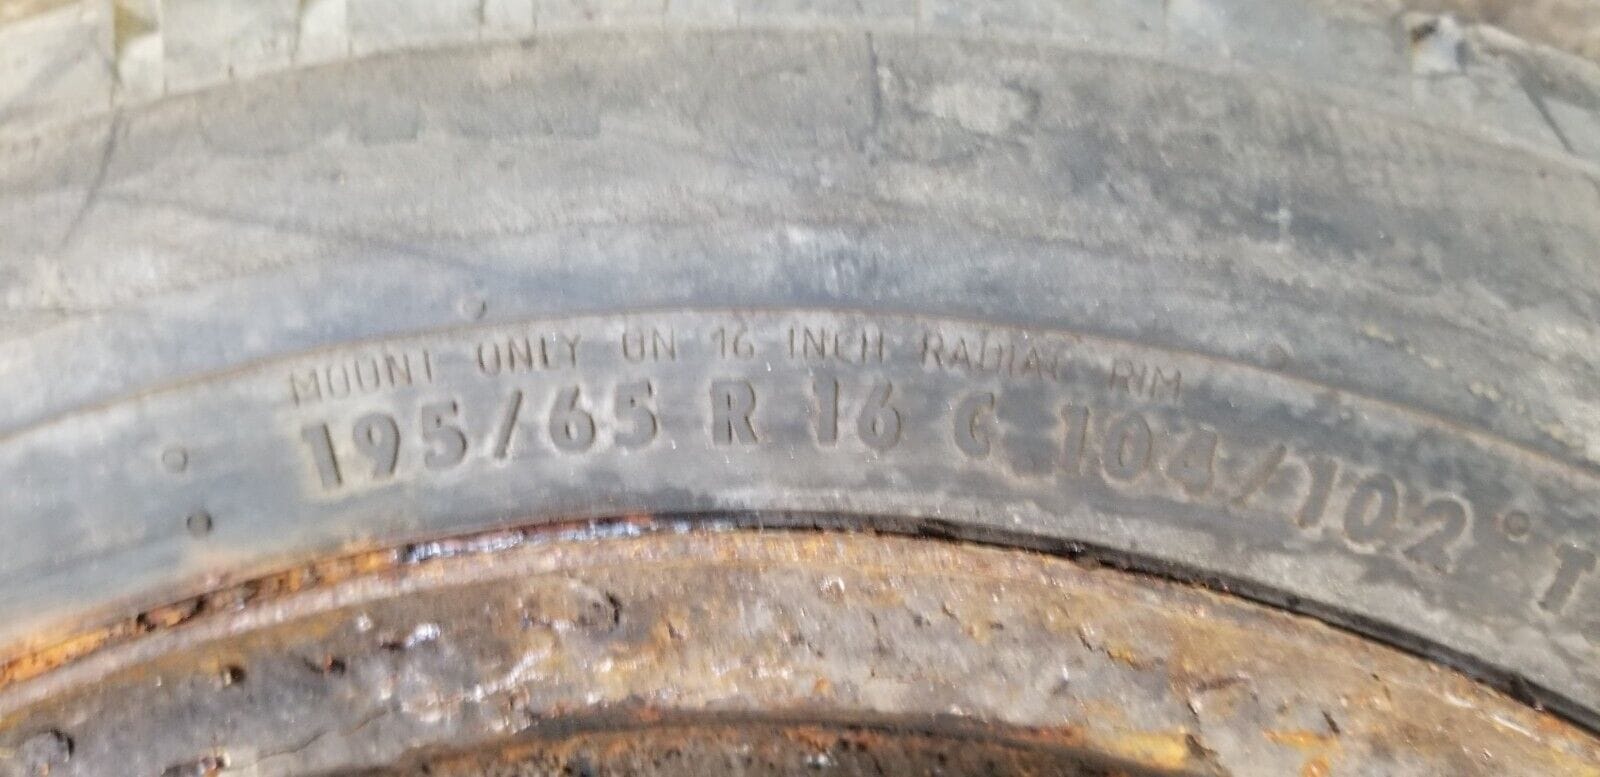 MOUNT ONLY ON 16 INCH RADIAL RIM
195/65 R 16 C 104/102 T